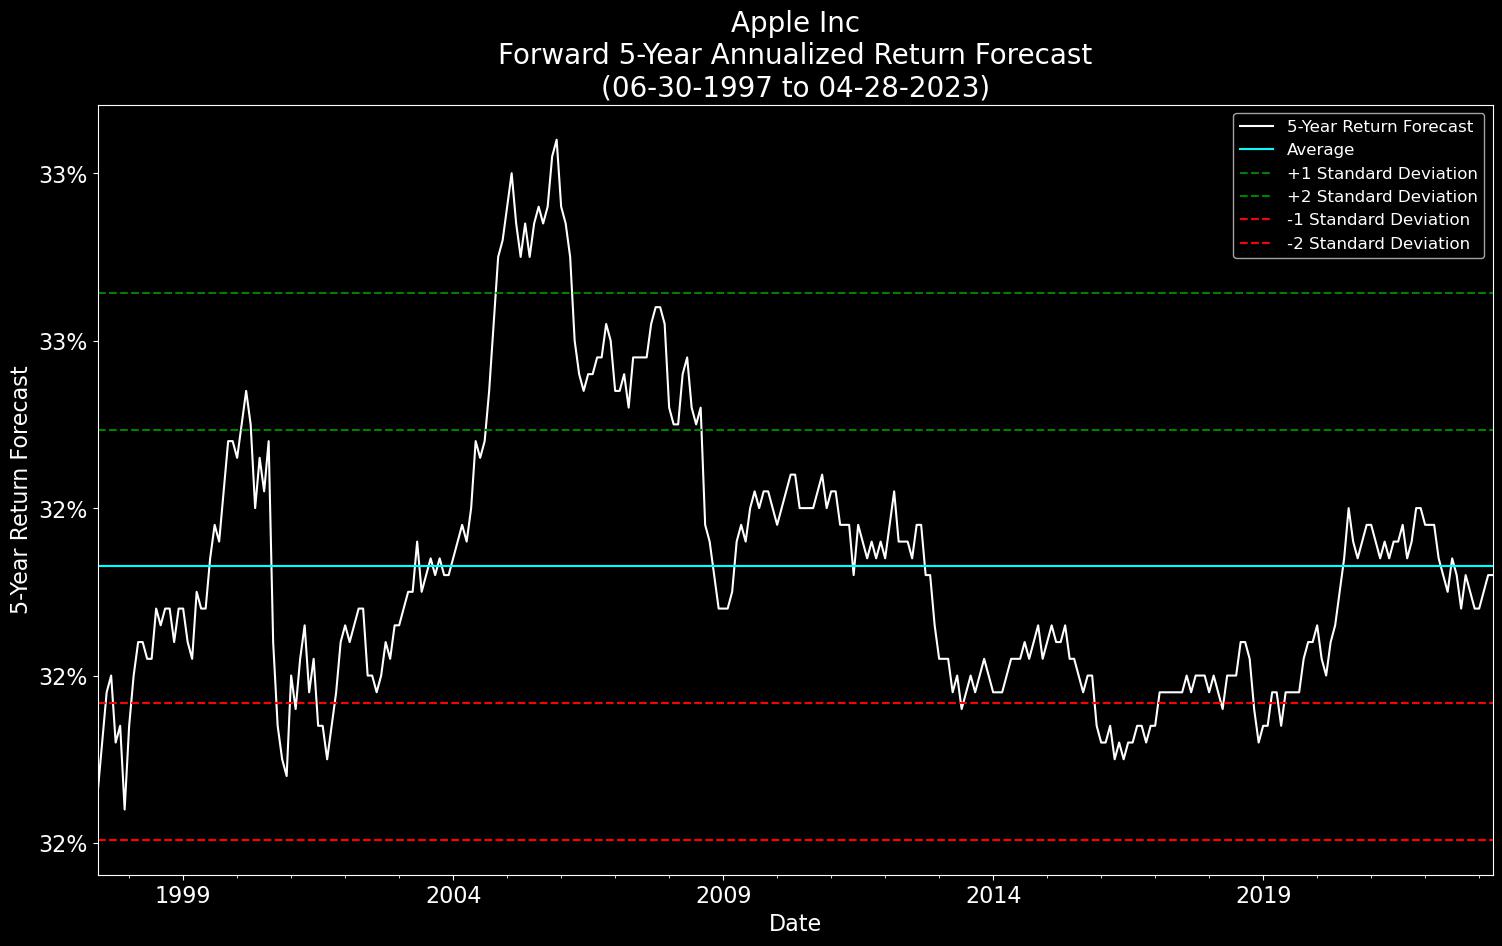 Apple Inc
Forward 5-Year Annualized Return Forecast
(06-30-1997 to 04-28-2023)
5-Year Return Forecast
Average
+1 Standard Deviation
+2 Standard Deviation
-1 Standard Deviation
-2 Standard Deviation
33%
33%
32%
32%
32%
5-Year Return Forecast
1999
2004
2009
2014
2019
Date